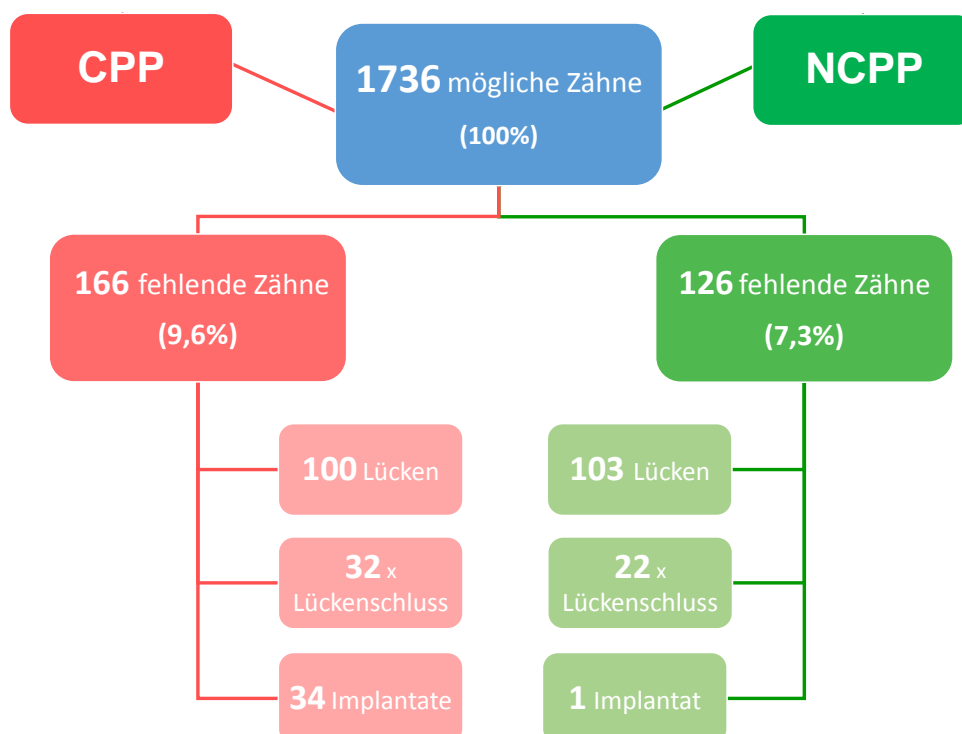 CPP
1736 mögliche Zähne
(100%)
NCPP
166 fehlende Zähne
(9,6%)
126 fehlende Zähne
(7,3%)
100 Lücken
103 Lücken
32 x
Lückenschluss
22 x
Lückenschluss
34 Implantate
1 Implantat